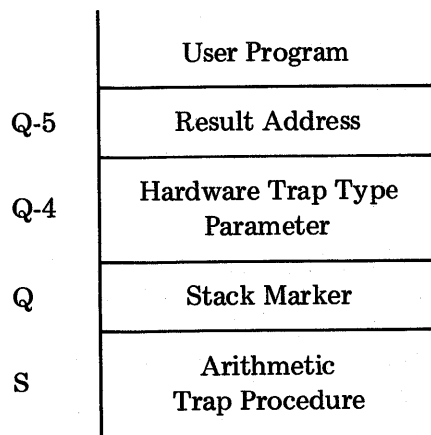 User Program
Q-5 Result Address
Q-4 Hardware Trap Type
Parameter
Q Stack Marker
S Arithmetic
Trap Procedure